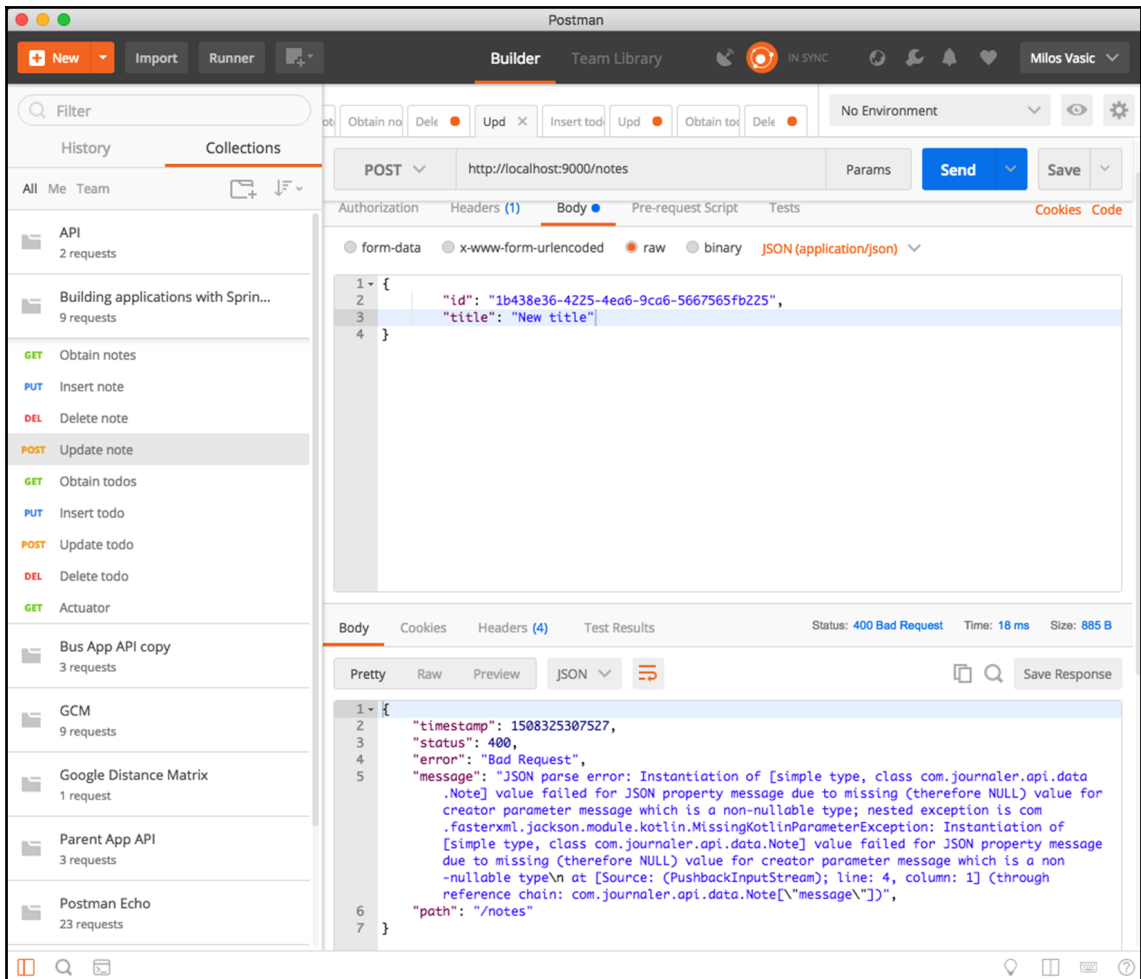 Postman
New
Import
Runner
Builder
Team Library
IN SYNC
Milos Vasic
Filter
History
Collections
All Me Team
API
2 requests
Building applications with Sprin...
9 requests
GET Obtain notes
PUT Insert note
DEL Delete note
POST Update note
GET Obtain todos
PUT Insert todo
POST Update todo
DEL Delete todo
GET Actuator
Bus App API copy
3 requests
GCM
9 requests
Google Distance Matrix
1 request
Parent App API
3 requests
Postman Echo
23 requests
Obtain no
Dele
Upd
Insert tod
Upd
Obtain to
Dele
No Environment
POST
http://localhost:9000/notes
Params
Send
Save
Authorization
Headers (1)
Body
Pre-request Script
Tests
Cookies Code
form-data
x-www-form-urlencoded
raw
binary
JSON (application/json)
1 {
2 "id": "1b438e36-4225-4ea6-9ca6-5667565fb225",
3 "title": "New title"
4 }
Body
Cookies
Headers (4)
Test Results
Status: 400 Bad Request
Time: 18 ms
Size: 885 B
Pretty
Raw
Preview
JSON
Save Response
1 {
2 "timestamp": 1508325307527,
3 "status": 400,
4 "error": "Bad Request",
5 "message": "JSON parse error: Instantiation of [simple type, class com.journaler.api.data
.Note] value failed for JSON property message due to missing (therefore NULL) value for
creator parameter message which is a non-nullable type; nested exception is com
.fasterxml.jackson.module.kotlin.MissingKotlinParameterException: Instantiation of
[simple type, class com.journaler.api.data.Note] value failed for JSON property message
due to missing (therefore NULL) value for creator parameter message which is a non
-nullable type\n at [Source: (PushbackInputStream); line: 4, column: 1] (through
reference chain: com.journaler.api.data.Note[\"message\"])",
6 "path": "/notes"
7 }